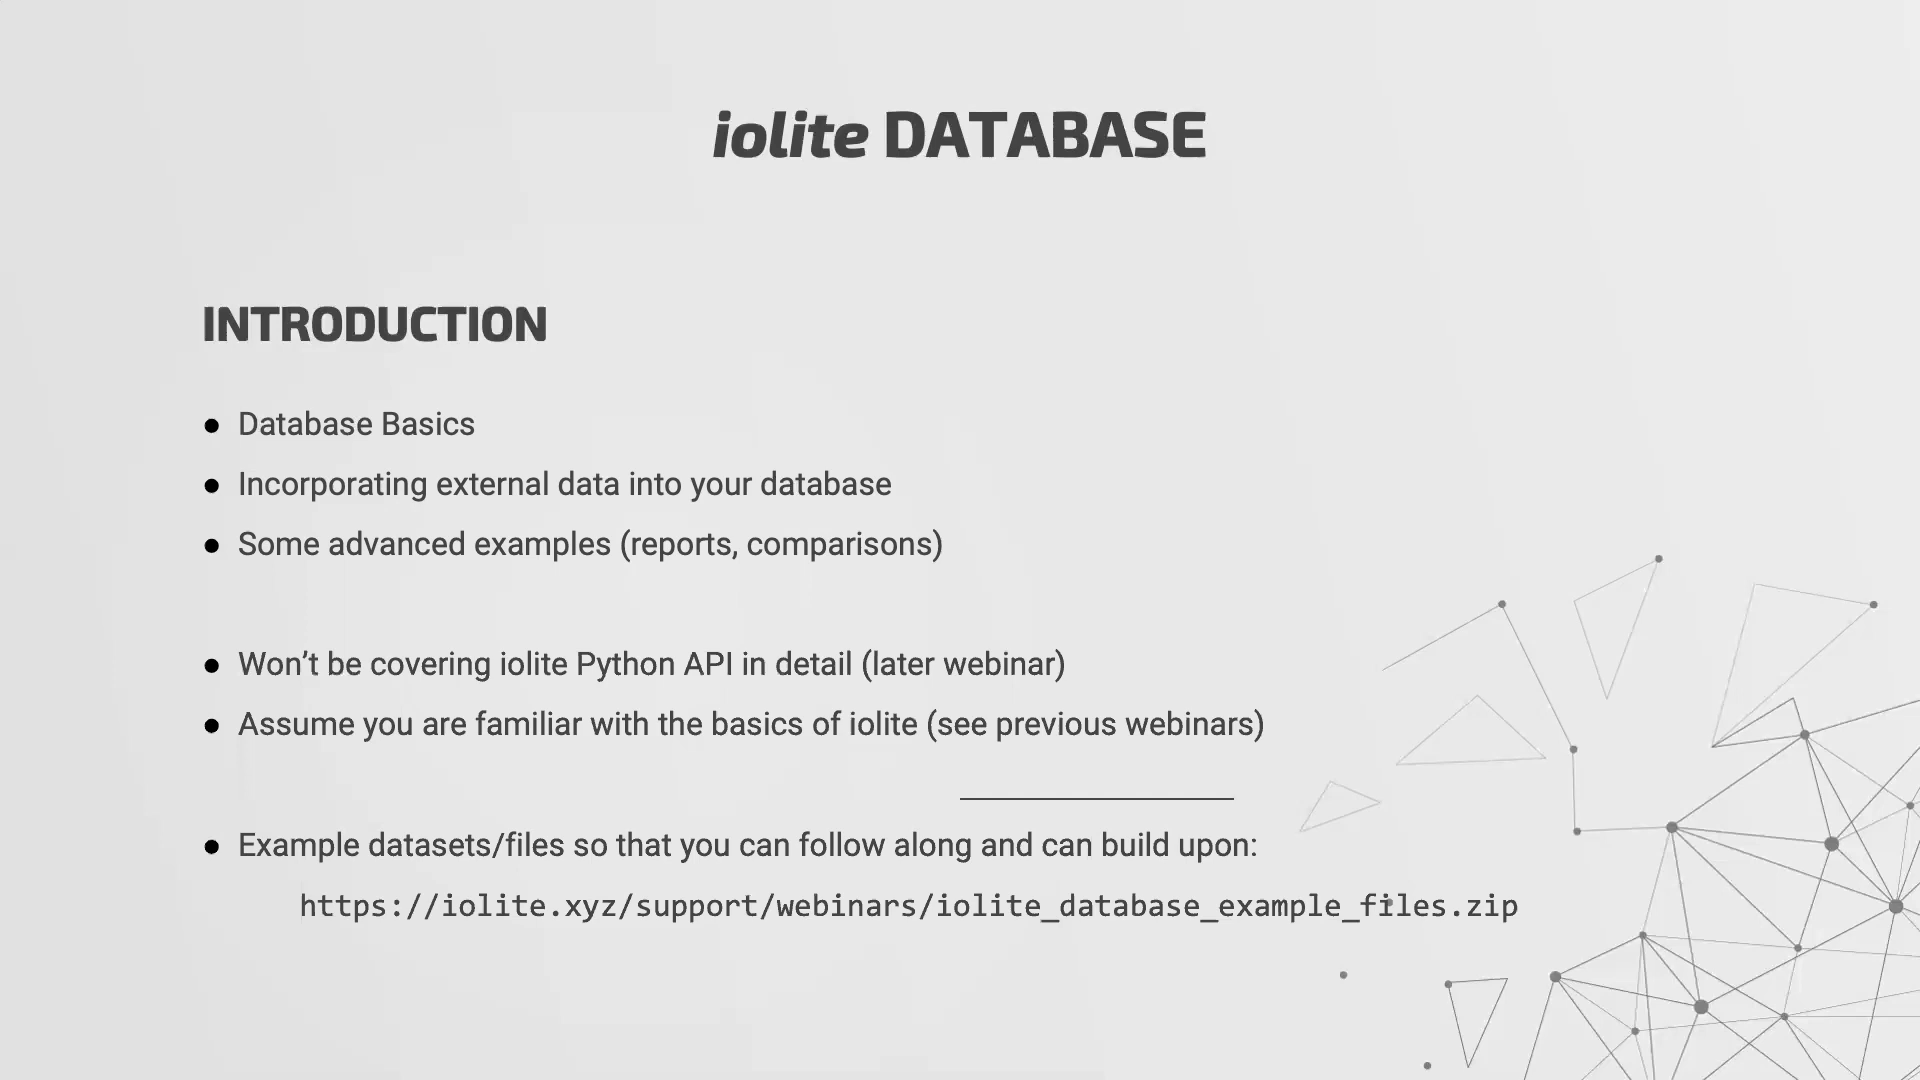 iolite DATABASE
INTRODUCTION
● Database Basics
● Incorporating external data into your database
● Some advanced examples (reports, comparisons)
● Won’t be covering iolite Python API in detail (later webinar)
● Assume you are familiar with the basics of iolite (see previous webinars)
● Example datasets/files so that you can follow along and can build upon:
https://iolite.xyz/support/webinars/iolite_database_example_files.zip